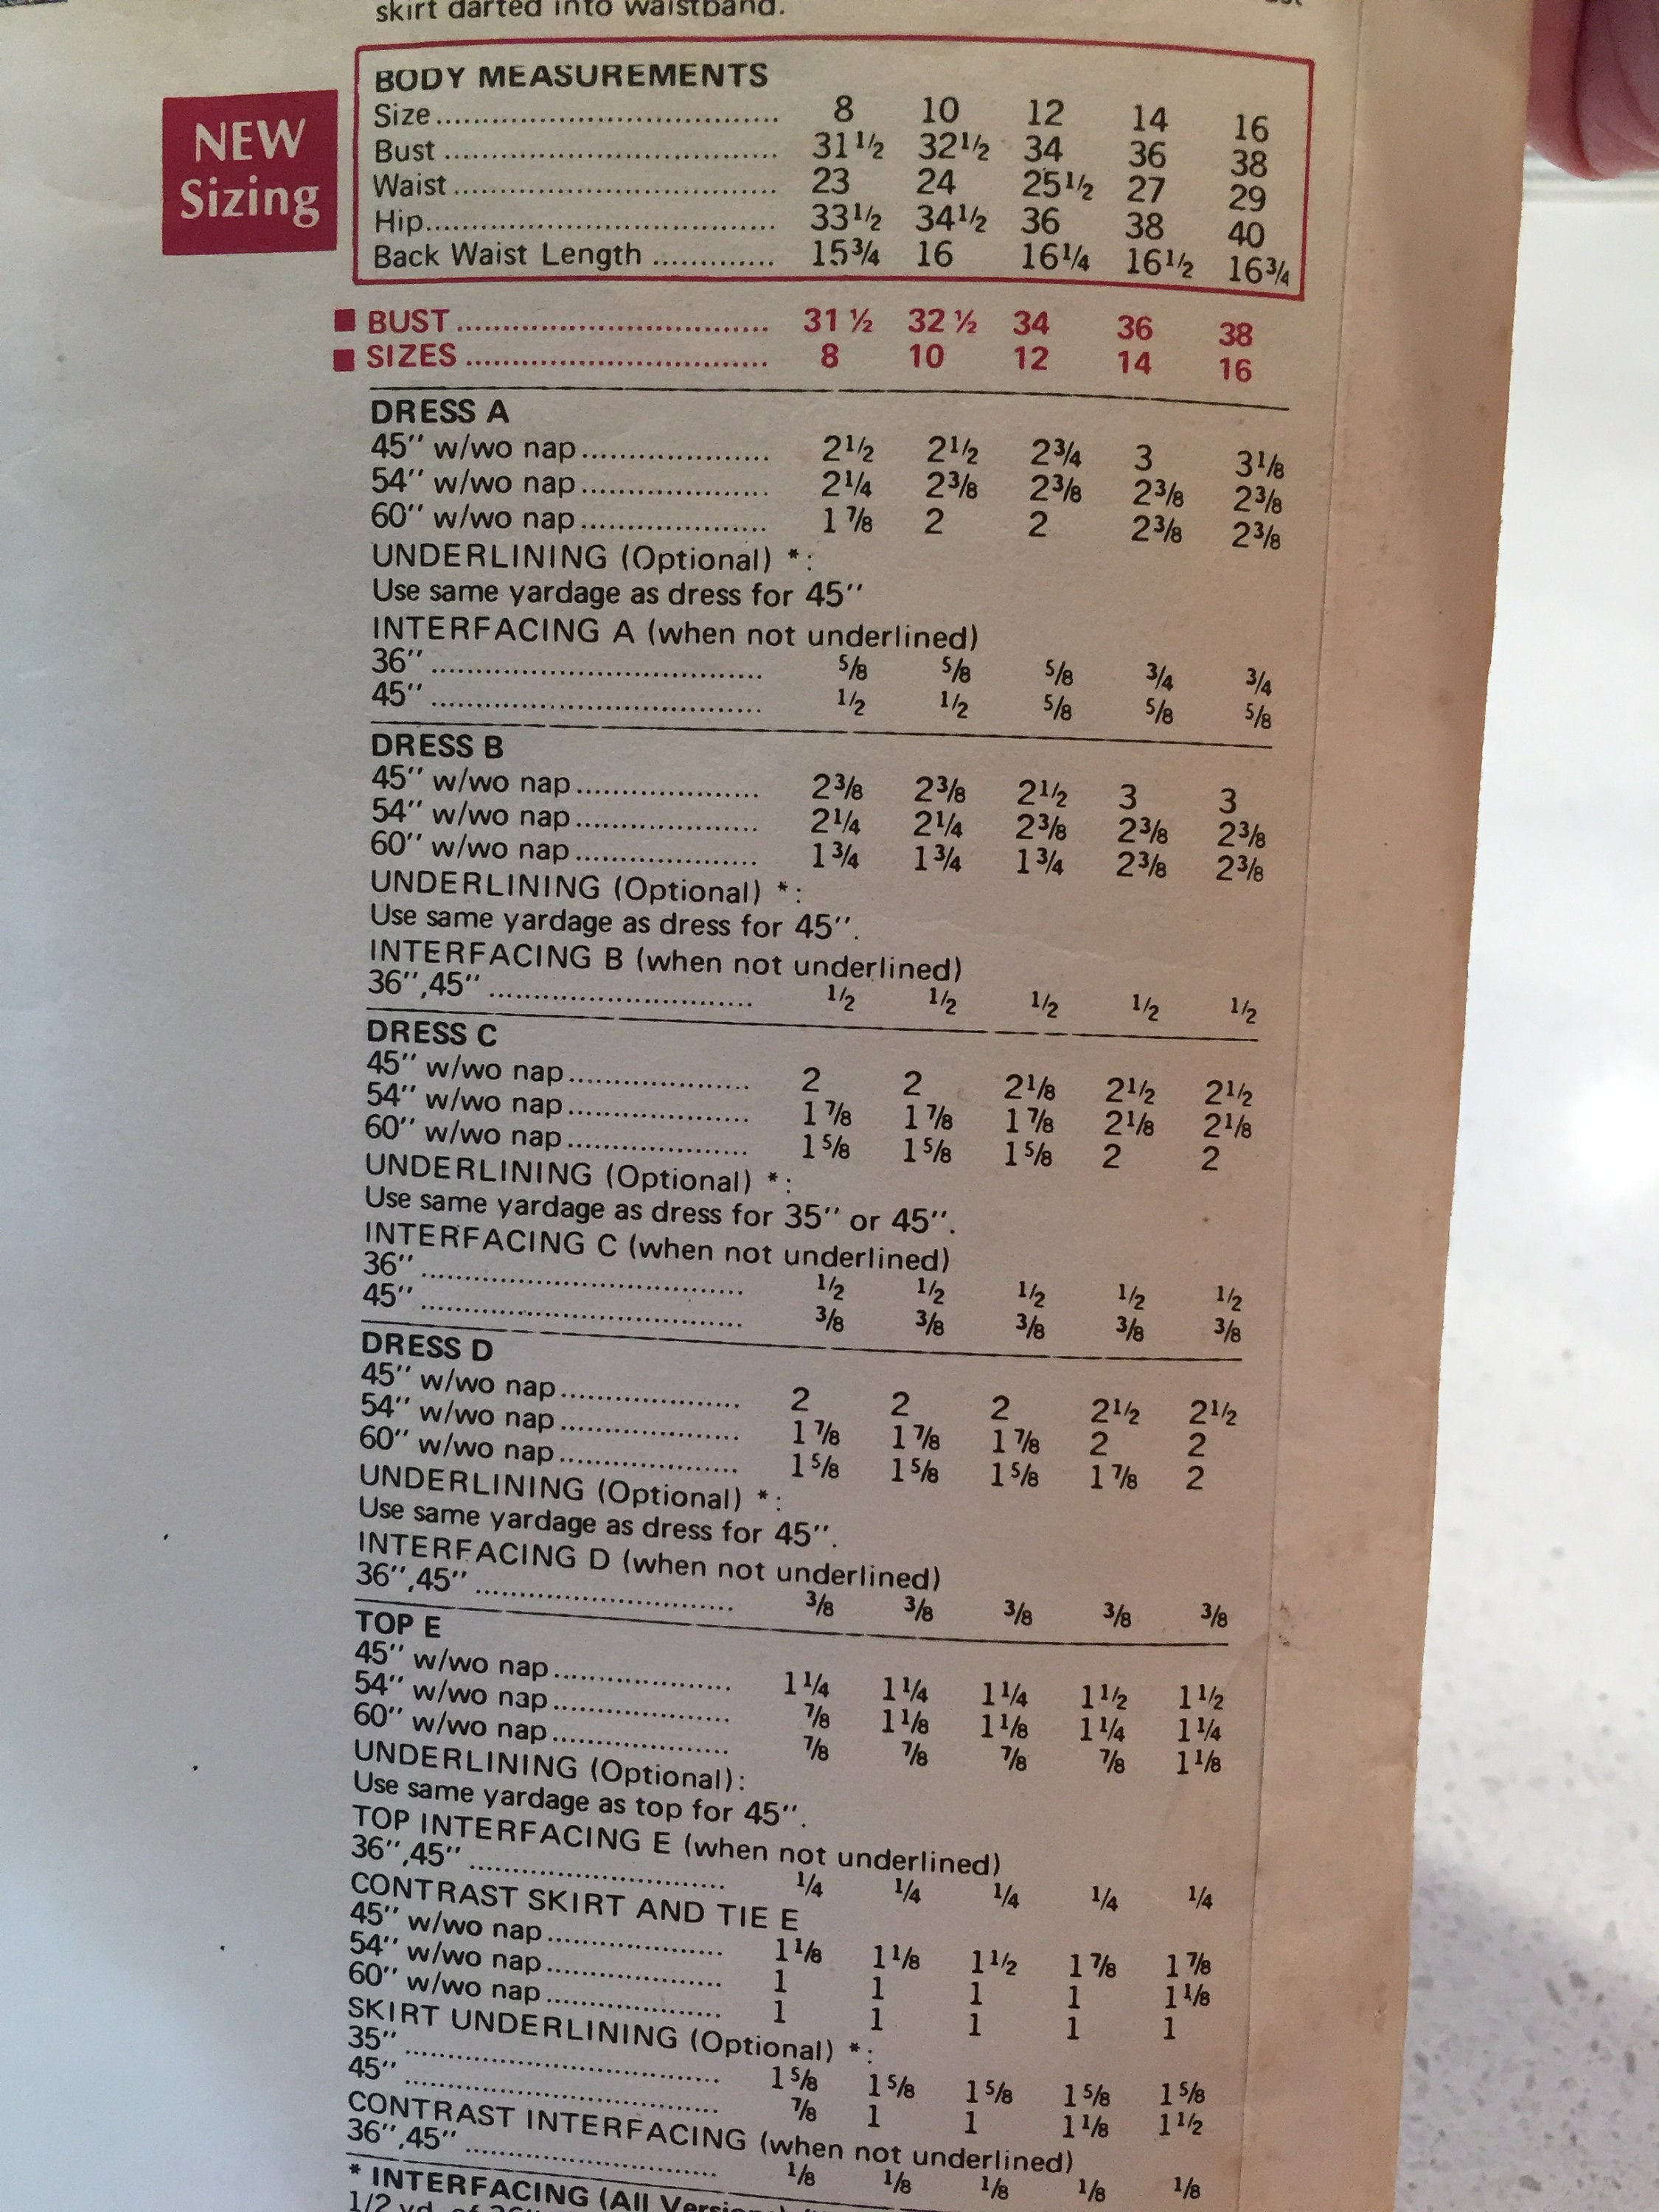 skirt darted into waistband.
NEW
Sizing
BODY MEASUREMENTS
Size 8 10 12 14 16
Bust 31½ 32½ 34 36 38
Waist 23 24 25½ 27 29
Hip 33½ 34½ 36 38 40
Back Waist Length 15¾ 16 16¼ 16½ 16¾
BUST 31 ½ 32 ½ 34 36 38
SIZES 8 10 12 14 16
DRESS A
45'' w/wo nap 2½ 2½ 2¾ 3 3⅛
54'' w/wo nap 2¼ 2⅜ 2⅜ 2⅜ 2⅜
60'' w/wo nap 1⅞ 2 2 2⅜ 2⅜
UNDERLINING (Optional) *:
Use same yardage as dress for 45''
INTERFACING A (when not underlined)
36'' ⅝ ⅝ ⅝ ¾ ¾
45'' ½ ½ ⅝ ⅝ ⅝
DRESS B
45'' w/wo nap 2⅜ 2⅜ 2½ 3 3
54'' w/wo nap 2¼ 2¼ 2⅜ 2⅜ 2⅜
60'' w/wo nap 1¾ 1¾ 1¾ 2⅜ 2⅜
UNDERLINING (Optional) *:
Use same yardage as dress for 45''.
INTERFACING B (when not underlined)
36'',45'' ½ ½ ½ ½ ½
DRESS C
45'' w/wo nap 2 2 2⅛ 2½ 2½
54'' w/wo nap 1⅞ 1⅞ 1⅞ 2⅛ 2⅛
60'' w/wo nap 1⅝ 1⅝ 1⅝ 2 2
UNDERLINING (Optional) *:
Use same yardage as dress for 35'' or 45''.
INTERFACING C (when not underlined)
36'' ½ ½ ½ ½ ½
45'' ⅜ ⅜ ⅜ ⅜ ⅜
DRESS D
45'' w/wo nap 2 2 2 2½ 2½
54'' w/wo nap 1⅞ 1⅞ 1⅞ 2 2
60'' w/wo nap 1⅝ 1⅝ 1⅝ 1⅞ 2
UNDERLINING (Optional) *:
Use same yardage as dress for 45''.
INTERFACING D (when not underlined)
36'',45'' ⅜ ⅜ ⅜ ⅜ ⅜
TOP E
45'' w/wo nap 1¼ 1¼ 1¼ 1½ 1½
54'' w/wo nap ⅞ 1⅛ 1⅛ 1¼ 1¼
60'' w/wo nap ⅞ ⅞ ⅞ ⅞ 1⅛
UNDERLINING (Optional):
Use same yardage as top for 45''.
TOP INTERFACING E (when not underlined)
36'',45'' ¼ ¼ ¼ ¼ ¼
CONTRAST SKIRT AND TIE E
45'' w/wo nap 1⅛ 1⅛ 1½ 1⅞ 1⅞
54'' w/wo nap 1 1 1 1 1⅛
60'' w/wo nap 1 1 1 1 1
SKIRT UNDERLINING (Optional) *:
35'' 1⅝ 1⅝ 1⅝ 1⅝ 1⅝
45'' ⅞ 1 1 1⅛ 1½
CONTRAST INTERFACING (when not underlined)
36'',45'' ⅛ ⅛ ⅛ ⅛ ⅛
* INTERFACING (All
1/2 yd. of